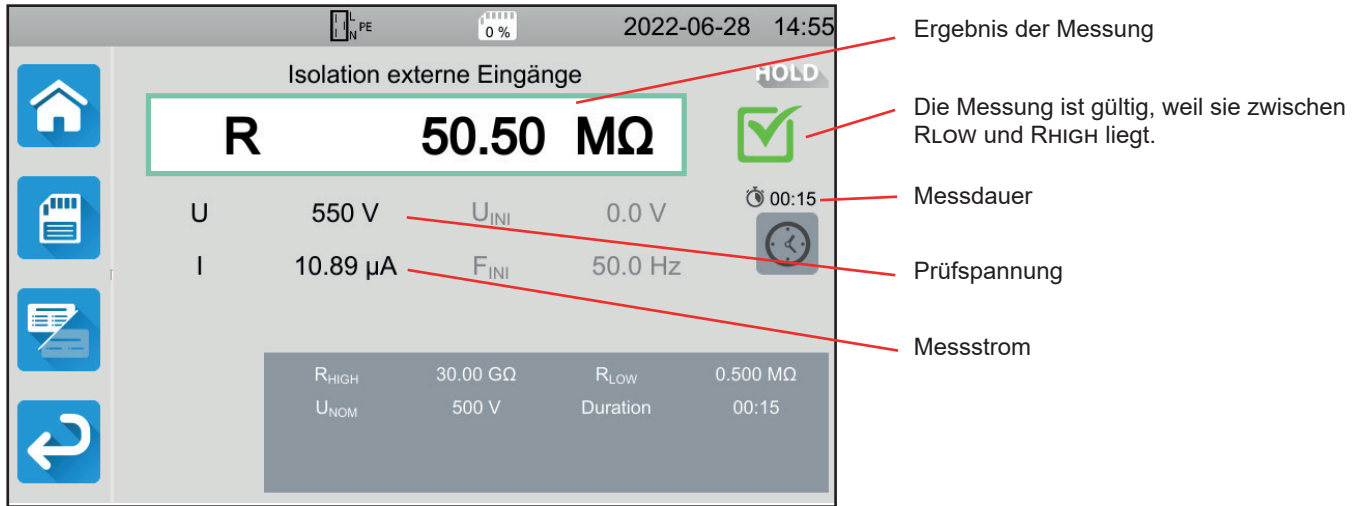 L
N PE
0 %
2022-06-28 14:55
Isolation externe Eingänge
HOLD
R 50.50 MΩ
U 550 V UINI 0.0 V
00:15
I 10.89 µA FINI 50.0 Hz
RHIGH 30.00 GΩ RLOW 0.500 MΩ
UNOM 500 V Duration 00:15
Ergebnis der Messung
Die Messung ist gültig, weil sie zwischen
RLOW und RHIGH liegt.
Messdauer
Prüfspannung
Messstrom